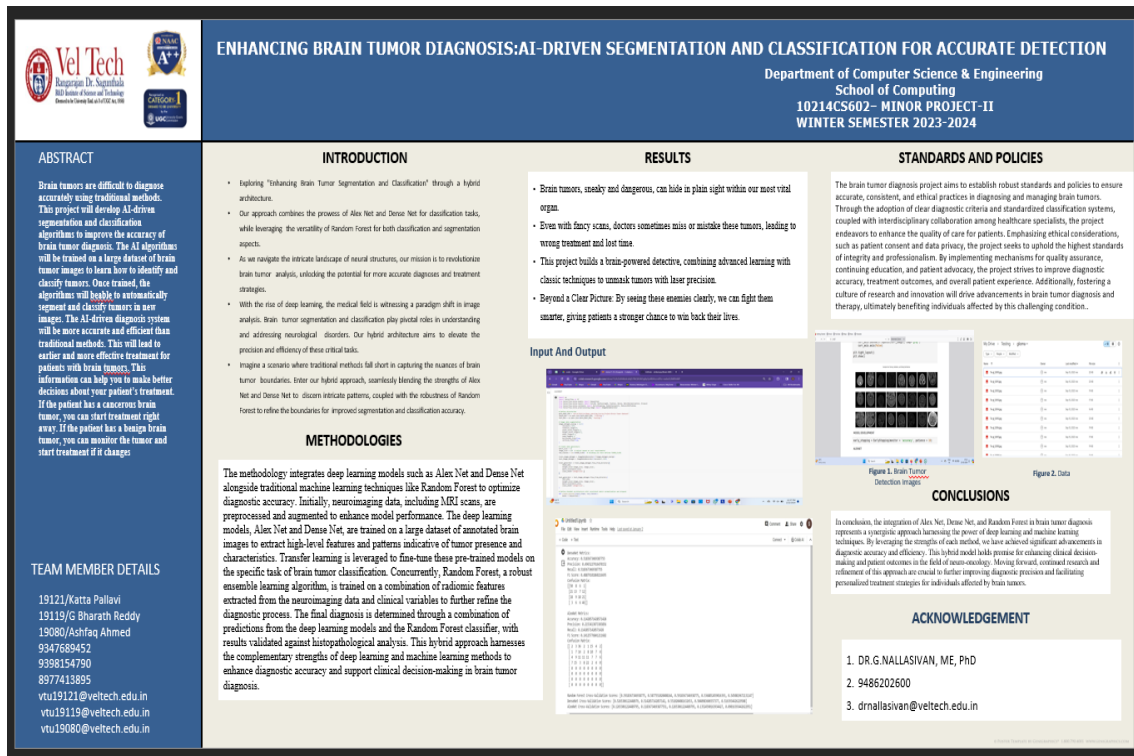 Vel Tech
Rangarajan Dr. Sagunthala
R&D Institute of Science and Technology
NAAC
A++
CATEGORY-1
UGC
ENHANCING BRAIN TUMOR DIAGNOSIS:AI-DRIVEN SEGMENTATION AND CLASSIFICATION FOR ACCURATE DETECTION
Department of Computer Science & Engineering
School of Computing
10214CS602– MINOR PROJECT-II
WINTER SEMESTER 2023-2024
ABSTRACT
Brain tumors are difficult to diagnose
accurately using traditional methods.
This project will develop AI-driven
segmentation and classification
algorithms to improve the accuracy of
brain tumor diagnosis. The AI algorithms
will be trained on a large dataset of brain
tumor images to learn how to identify and
classify tumors. Once trained, the
algorithms will beable to automatically
segment and classify tumors in new
images. The AI-driven diagnosis system
will be more accurate and efficient than
traditional methods. This will lead to
earlier and more effective treatment for
patients with brain tumors. This
information can help you to make better
decisions about your patient's treatment.
If the patient has a cancerous brain
tumor, you can start treatment right
away. If the patient has a benign brain
tumor, you can monitor the tumor and
start treatment if it changes
TEAM MEMBER DETAILS
19121/Katta Pallavi
19119/G Bharath Reddy
19080/Ashfaq Ahmed
9347689452
9398154790
8977413895
vtu19121@veltech.edu.in
vtu19119@veltech.edu.in
vtu19080@veltech.edu.in
INTRODUCTION
• Exploring "Enhancing Brain Tumor Segmentation and Classification" through a hybrid
architecture.
• Our approach combines the prowess of Alex Net and Dense Net for classification tasks,
while leveraging the versatility of Random Forest for both classification and segmentation
aspects.
• As we navigate the intricate landscape of neural structures, our mission is to revolutionize
brain tumor analysis, unlocking the potential for more accurate diagnoses and treatment
strategies.
• With the rise of deep learning, the medical field is witnessing a paradigm shift in image
analysis. Brain tumor segmentation and classification play pivotal roles in understanding
and addressing neurological disorders. Our hybrid architecture aims to elevate the
precision and efficiency of these critical tasks.
• Imagine a scenario where traditional methods fall short in capturing the nuances of brain
tumor boundaries. Enter our hybrid approach, seamlessly blending the strengths of Alex
Net and Dense Net to discern intricate patterns, coupled with the robustness of Random
Forest to refine the boundaries for improved segmentation and classification accuracy.
METHODOLOGIES
The methodology integrates deep learning models such as Alex Net and Dense Net
alongside traditional machine learning techniques like Random Forest to optimize
diagnostic accuracy. Initially, neuroimaging data, including MRI scans, are
preprocessed and augmented to enhance model performance. The deep learning
models, Alex Net and Dense Net, are trained on a large dataset of annotated brain
images to extract high-level features and patterns indicative of tumor presence and
characteristics. Transfer learning is leveraged to fine-tune these pre-trained models on
the specific task of brain tumor classification. Concurrently, Random Forest, a robust
ensemble learning algorithm, is trained on a combination of radiomic features
extracted from the neuroimaging data and clinical variables to further refine the
diagnostic process. The final diagnosis is determined through a combination of
predictions from the deep learning models and the Random Forest classifier, with
results validated against histopathological analysis. This hybrid approach harnesses
the complementary strengths of deep learning and machine learning methods to
enhance diagnostic accuracy and support clinical decision-making in brain tumor
diagnosis.
RESULTS
• Brain tumors, sneaky and dangerous, can hide in plain sight within our most vital
organ.
• Even with fancy scans, doctors sometimes miss or mistake these tumors, leading to
wrong treatment and lost time.
• This project builds a brain-powered detective, combining advanced learning with
classic techniques to unmask tumors with laser precision.
• Beyond a Clear Picture: By seeing these enemies clearly, we can fight them
smarter, giving patients a stronger chance to win back their lives.
Input And Output
STANDARDS AND POLICIES
The brain tumor diagnosis project aims to establish robust standards and policies to ensure
accurate, consistent, and ethical practices in diagnosing and managing brain tumors.
Through the adoption of clear diagnostic criteria and standardized classification systems,
coupled with interdisciplinary collaboration among healthcare specialists, the project
endeavors to enhance the quality of care for patients. Emphasizing ethical considerations,
such as patient consent and data privacy, the project seeks to uphold the highest standards
of integrity and professionalism. By implementing mechanisms for quality assurance,
continuing education, and patient advocacy, the project strives to improve diagnostic
accuracy, treatment outcomes, and overall patient experience. Additionally, fostering a
culture of research and innovation will drive advancements in brain tumor diagnosis and
therapy, ultimately benefiting individuals affected by this challenging condition..
Figure 1. Brain Tumor
Detection Images
Figure 2. Data
CONCLUSIONS
In conclusion, the integration of Alex Net, Dense Net, and Random Forest in brain tumor diagnosis
represents a synergistic approach harnessing the power of deep learning and machine learning
techniques. By leveraging the strengths of each method, we have achieved significant advancements in
diagnostic accuracy and efficiency. This hybrid model holds promise for enhancing clinical decision-
making and patient outcomes in the field of neuro-oncology. Moving forward, continued research and
refinement of this approach are crucial to further improving diagnostic precision and facilitating
personalized treatment strategies for individuals affected by brain tumors.
ACKNOWLEDGEMENT
1. DR.G.NALLASIVAN, ME, PhD
2. 9486202600
3. drnallasivan@veltech.edu.in